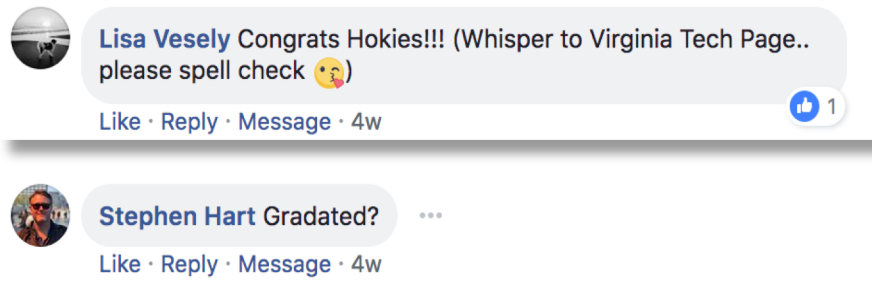 Lisa Vesely Congrats Hokies!!! (Whisper to Virginia Tech Page..
please spell check 😘)
1
Like · Reply · Message · 4w
Stephen Hart Gradated?
Like · Reply · Message · 4w